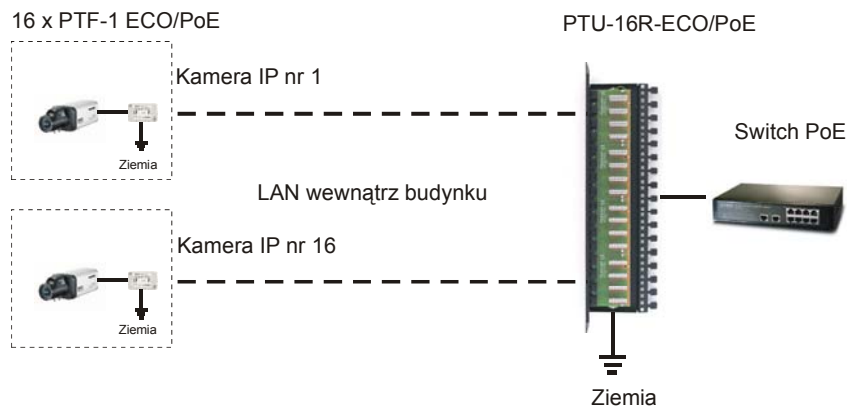 16 x PTF-1 ECO/PoE
PTU-16R-ECO/PoE
Kamera IP nr 1
Ziemia
Switch PoE
LAN wewnątrz budynku
Kamera IP nr 16
Ziemia
Ziemia